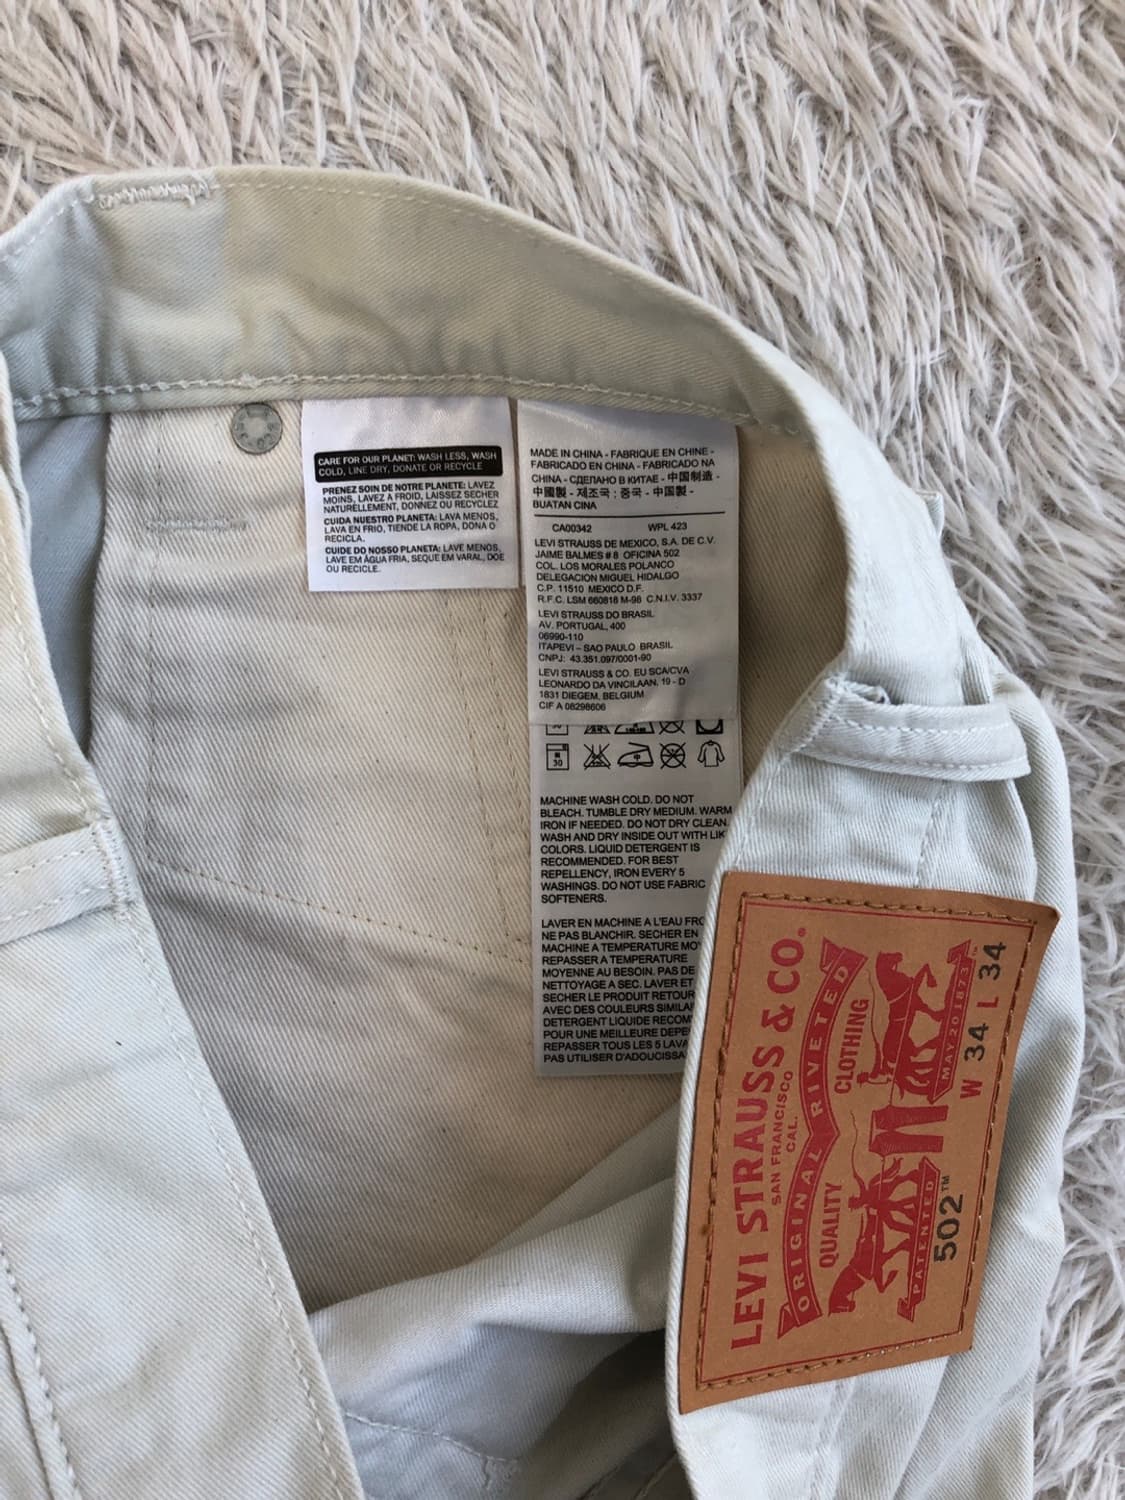 CARE FOR OUR PLANET: WASH LESS, WASH
COLD, LINE DRY, DONATE OR RECYCLE
PRENEZ SOIN DE NOTRE PLANETE: LAVEZ
MOINS, LAVEZ A FROID, LAISSEZ SECHER
NATURELLEMENT, DONNEZ OU RECYCLEZ
CUIDA NUESTRO PLANETA: LAVA MENOS,
LAVA EN FRIO, TIENDE LA ROPA, DONA O
RECICLA.
CUIDE DO NOSSO PLANETA: LAVE MENOS,
LAVE EM ÁGUA FRIA, SEQUE EM VARAL, DOE
OU RECICLE.
MADE IN CHINA - FABRIQUE EN CHINE -
FABRICADO EN CHINA - FABRICADO NA
CHINA - СДЕЛАНО В КИТАЕ - 中国制造 -
中國製 - 제조국 : 중국 - 中国製 -
BUATAN CINA
CA00342 WPL 423
LEVI STRAUSS DE MEXICO, S.A. DE C.V.
JAIME BALMES # 8 OFICINA 502
COL. LOS MORALES POLANCO
DELEGACION MIGUEL HIDALGO
C.P. 11510 MEXICO D.F.
R.F.C. LSM 660818 M-98 C.N.I.V. 3337
LEVI STRAUSS DO BRASIL
AV. PORTUGAL, 400
06990-110
ITAPEVI – SAO PAULO BRASIL
CNPJ: 43.351.097/0001-90
LEVI STRAUSS & CO. EU SCA/CVA
LEONARDO DA VINCILAAN, 19 - D
1831 DIEGEM, BELGIUM
CIF A 08298606
30
MACHINE WASH COLD. DO NOT
BLEACH. TUMBLE DRY MEDIUM. WARM
IRON IF NEEDED. DO NOT DRY CLEAN.
WASH AND DRY INSIDE OUT WITH LIK
COLORS. LIQUID DETERGENT IS
RECOMMENDED. FOR BEST
REPELLENCY, IRON EVERY 5
WASHINGS. DO NOT USE FABRIC
SOFTENERS.
LAVER EN MACHINE A L'EAU FRO
NE PAS BLANCHIR. SECHER EN
MACHINE A TEMPERATURE MO
REPASSER A TEMPERATURE
MOYENNE AU BESOIN. PAS DE
NETTOYAGE A SEC. LAVER ET
SECHER LE PRODUIT RETOUR
AVEC DES COULEURS SIMILAI
DETERGENT LIQUIDE RECOM
POUR UNE MEILLEURE DEPE
REPASSER TOUS LES 5 LAVA
PAS UTILISER D'ADOUCISSA
LEVI STRAUSS & CO.®
SAN FRANCISCO
CAL.
ORIGINAL RIVETED
QUALITY CLOTHING
PATENTED MAY 20 1873 ™
502™ W 34 L 34